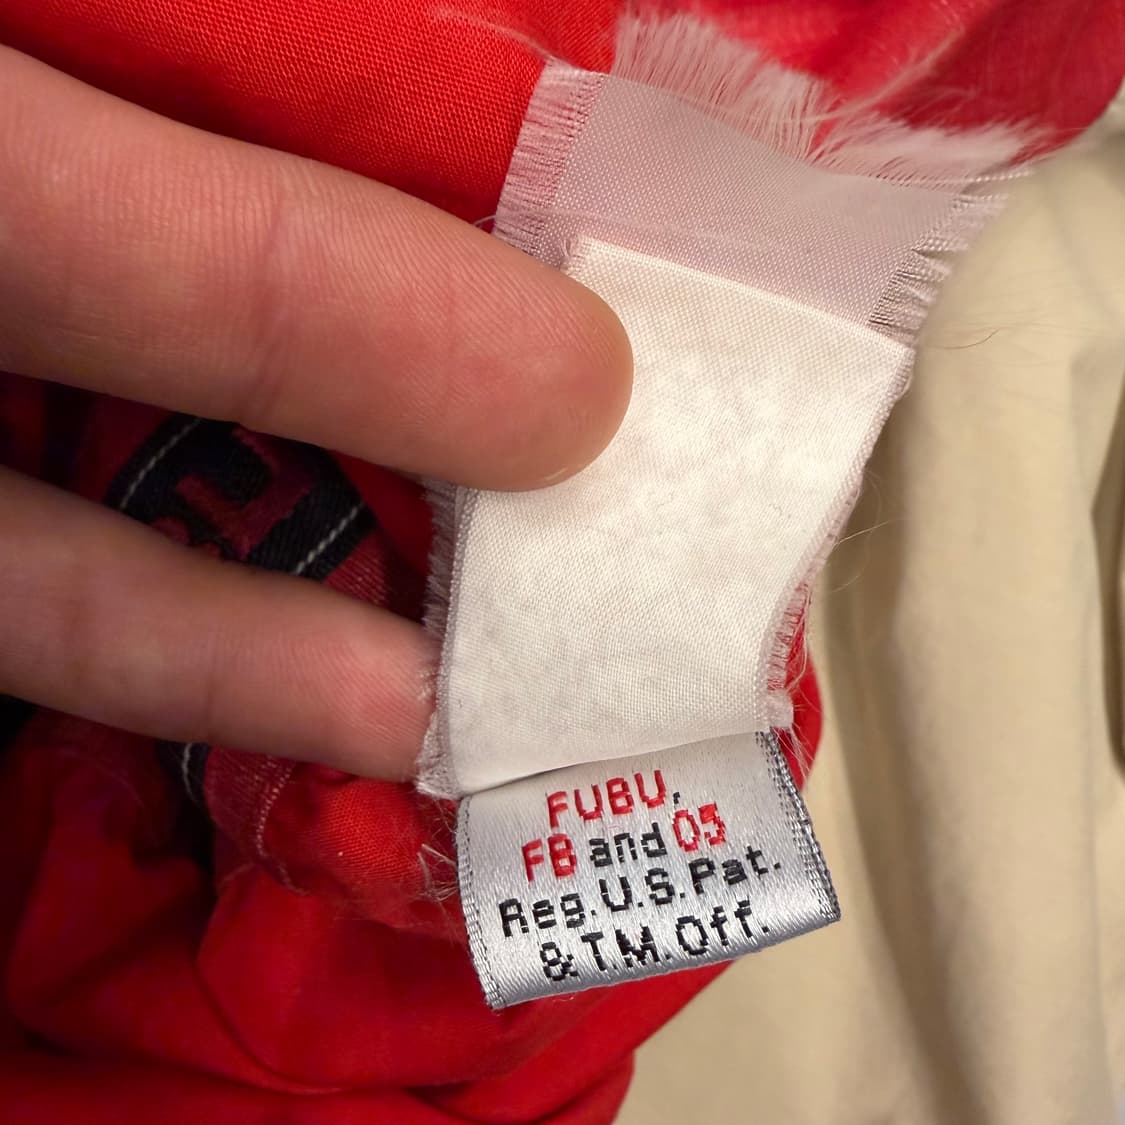 FUBU,
FB and 05
Reg. U.S. Pat.
& T.M. Off.